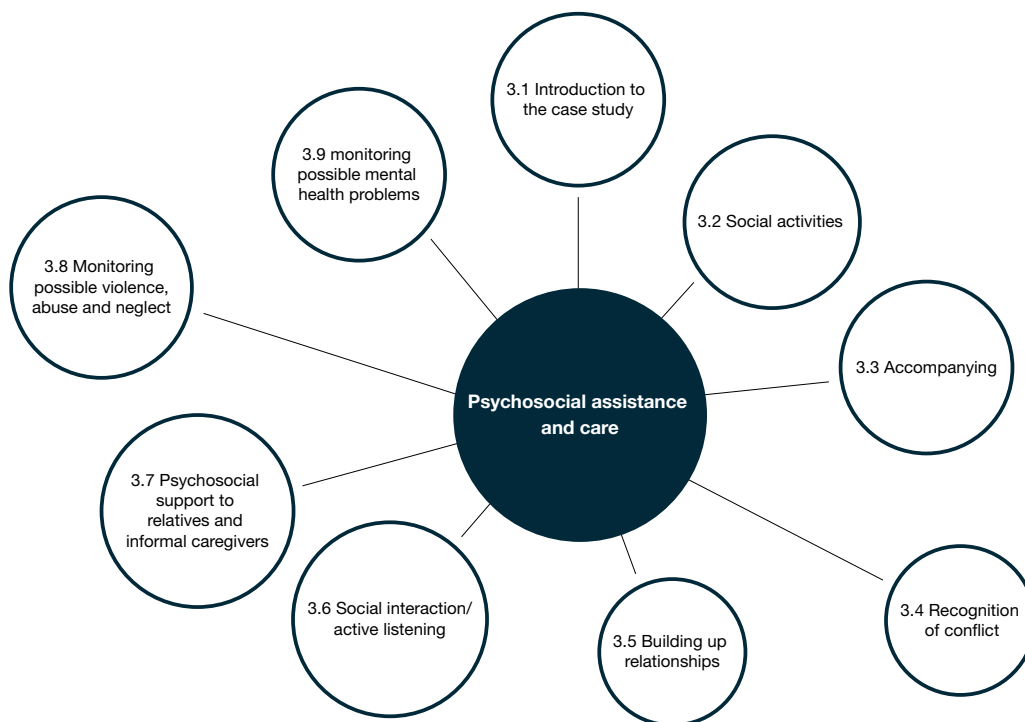 3.1 Introduction to
the case study
3.2 Social activities
3.3 Accompanying
3.4 Recognition
of conflict
3.5 Building up
relationships
3.6 Social interaction/
active listening
3.7 Psychosocial
support to
relatives and
informal caregivers
3.8 Monitoring
possible violence,
abuse and neglect
3.9 monitoring
possible mental
health problems
Psychosocial assistance
and care